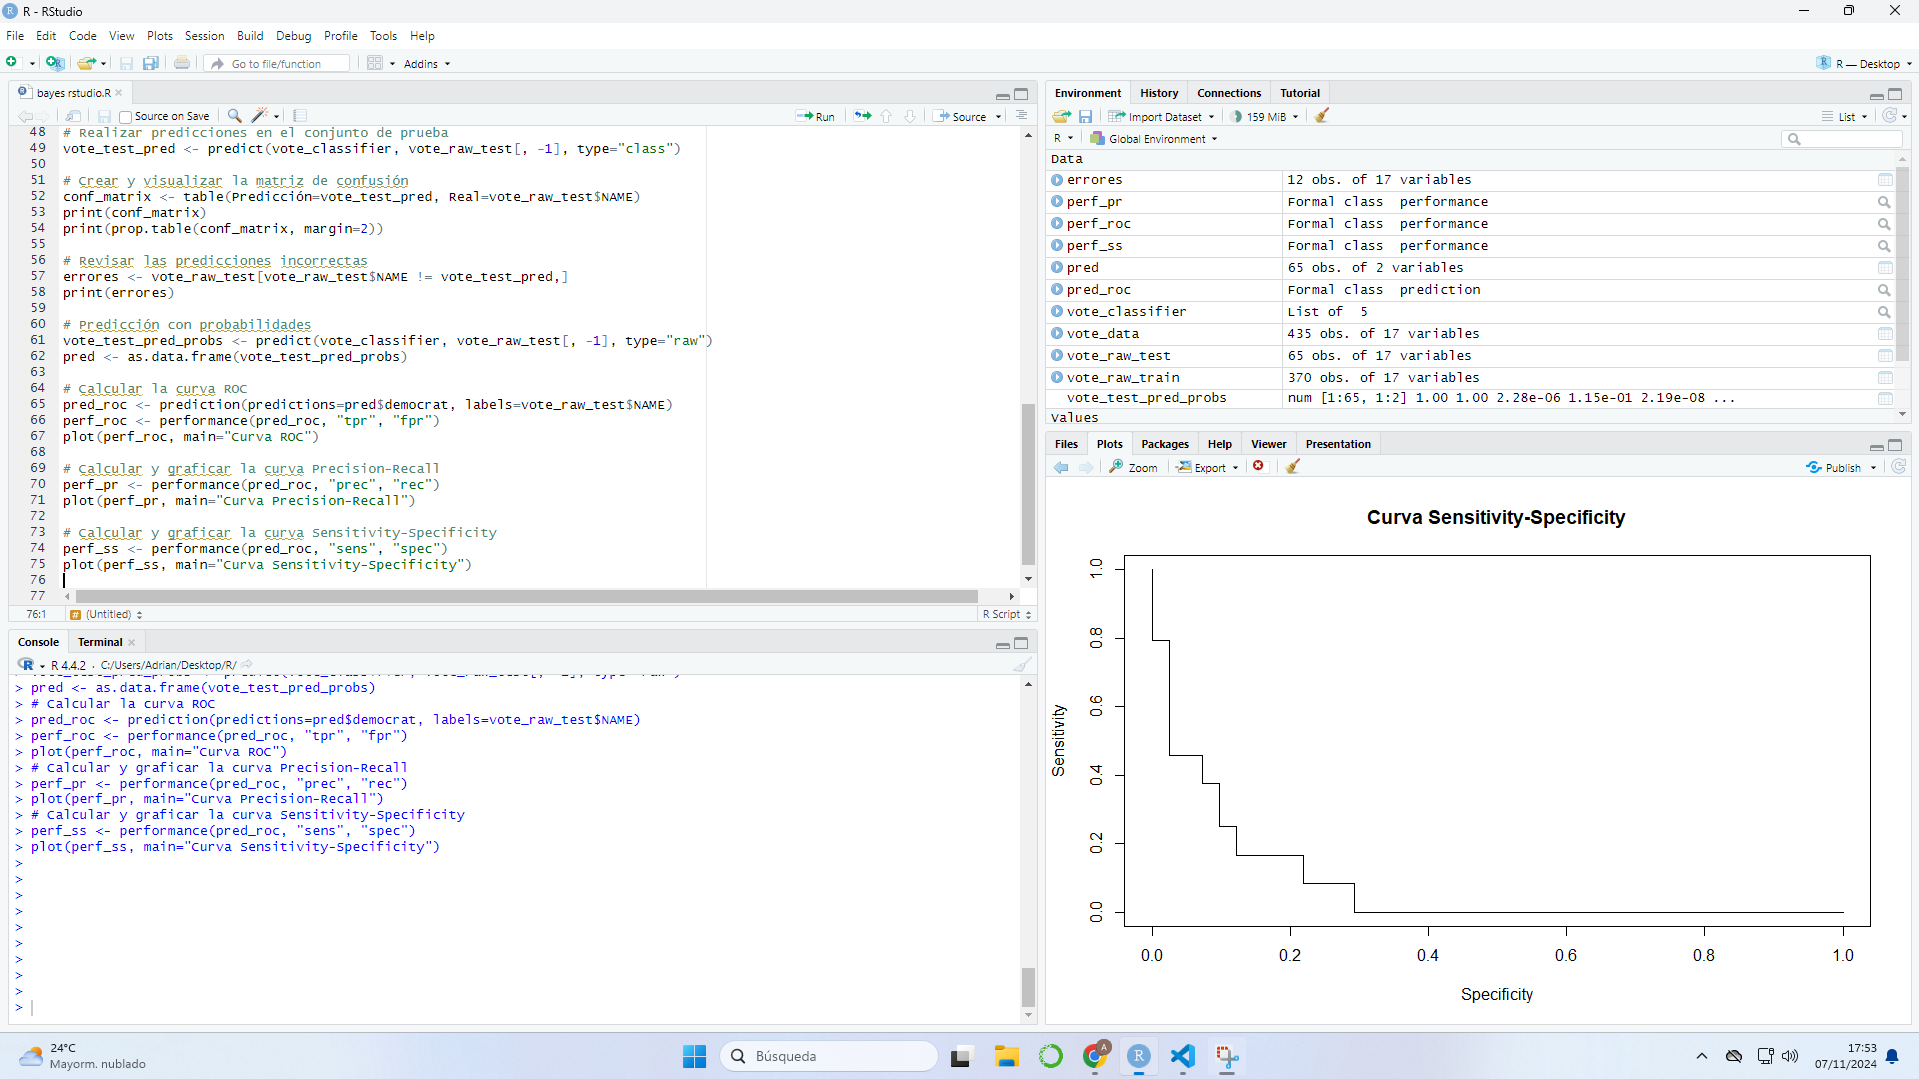 R - RStudio
File Edit Code View Plots Session Build Debug Profile Tools Help
Go to file/function Addins R — Desktop
bayes rstudio.R
Source on Save Run Source
48 # Realizar predicciones en el conjunto de prueba
49 vote_test_pred <- predict(vote_classifier, vote_raw_test[, -1], type="class")
50
51 # Crear y visualizar la matriz de confusión
52 conf_matrix <- table(Predicción=vote_test_pred, Real=vote_raw_test$NAME)
53 print(conf_matrix)
54 print(prop.table(conf_matrix, margin=2))
55
56 # Revisar las predicciones incorrectas
57 errores <- vote_raw_test[vote_raw_test$NAME != vote_test_pred,]
58 print(errores)
59
60 # Predicción con probabilidades
61 vote_test_pred_probs <- predict(vote_classifier, vote_raw_test[, -1], type="raw")
62 pred <- as.data.frame(vote_test_pred_probs)
63
64 # Calcular la curva ROC
65 pred_roc <- prediction(predictions=pred$democrat, labels=vote_raw_test$NAME)
66 perf_roc <- performance(pred_roc, "tpr", "fpr")
67 plot(perf_roc, main="Curva ROC")
68
69 # Calcular y graficar la curva Precision-Recall
70 perf_pr <- performance(pred_roc, "prec", "rec")
71 plot(perf_pr, main="Curva Precision-Recall")
72
73 # Calcular y graficar la curva Sensitivity-Specificity
74 perf_ss <- performance(pred_roc, "sens", "spec")
75 plot(perf_ss, main="Curva Sensitivity-Specificity")
76
77
76:1 # (Untitled) R Script
Console Terminal
R 4.4.2 · C:/Users/Adrian/Desktop/R/
> pred <- as.data.frame(vote_test_pred_probs)
> # Calcular la curva ROC
> pred_roc <- prediction(predictions=pred$democrat, labels=vote_raw_test$NAME)
> perf_roc <- performance(pred_roc, "tpr", "fpr")
> plot(perf_roc, main="Curva ROC")
> # Calcular y graficar la curva Precision-Recall
> perf_pr <- performance(pred_roc, "prec", "rec")
> plot(perf_pr, main="Curva Precision-Recall")
> # Calcular y graficar la curva Sensitivity-Specificity
> perf_ss <- performance(pred_roc, "sens", "spec")
> plot(perf_ss, main="Curva Sensitivity-Specificity")
>
>
>
>
>
>
>
>
>
>
Environment History Connections Tutorial
Import Dataset 159 MiB List
R Global Environment
Data
errores 12 obs. of 17 variables
perf_pr Formal class performance
perf_roc Formal class performance
perf_ss Formal class performance
pred 65 obs. of 2 variables
pred_roc Formal class prediction
vote_classifier List of 5
vote_data 435 obs. of 17 variables
vote_raw_test 65 obs. of 17 variables
vote_raw_train 370 obs. of 17 variables
vote_test_pred_probs num [1:65, 1:2] 1.00 1.00 2.28e-06 1.15e-01 2.19e-08 ...
Values
Files Plots Packages Help Viewer Presentation
Zoom Export Publish
Curva Sensitivity-Specificity
Sensitivity
1.0
0.8
0.6
0.4
0.2
0.0
0.0 0.2 0.4 0.6 0.8 1.0
Specificity
24°C
Mayorm. nublado
Búsqueda
A
17:53
07/11/2024